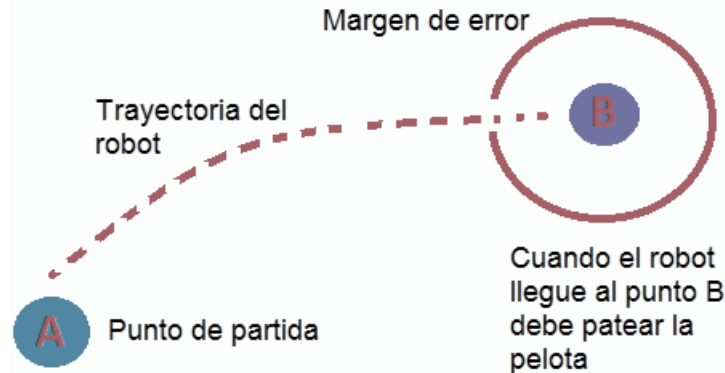 Margen de error
Trayectoria del
robot
B
Cuando el robot
llegue al punto B
debe patear la
pelota
A
Punto de partida